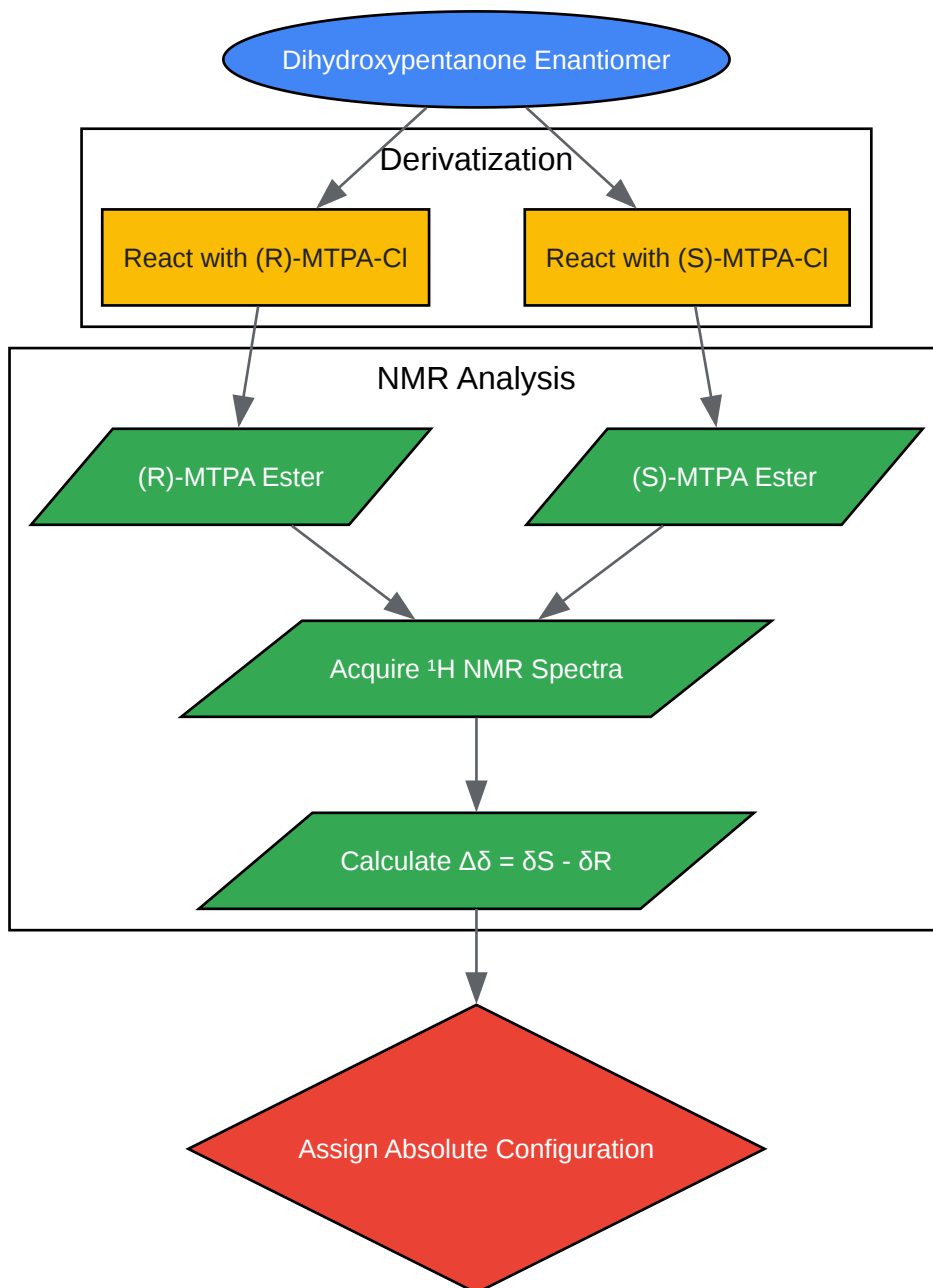 Dihydroxypentanone Enantiomer
Derivatization
React with (R)-MTPA-Cl
React with (S)-MTPA-Cl
NMR Analysis
(R)-MTPA Ester
(S)-MTPA Ester
Acquire ¹H NMR Spectra
Calculate Δδ = δS - δR
Assign Absolute Configuration